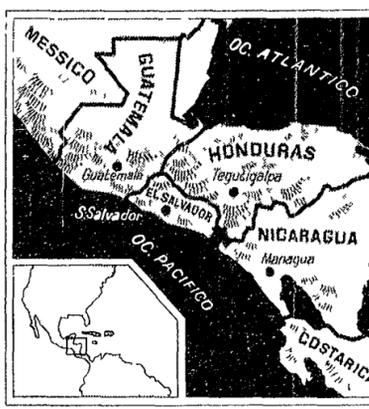 MESSICO
GUATEMALA
OC. ATLANTICO
HONDURAS
Guatemala
Tegucigalpa
EL SALVADOR
S. Salvador
NICARAGUA
Managua
OC. PACIFICO
COSTARICA